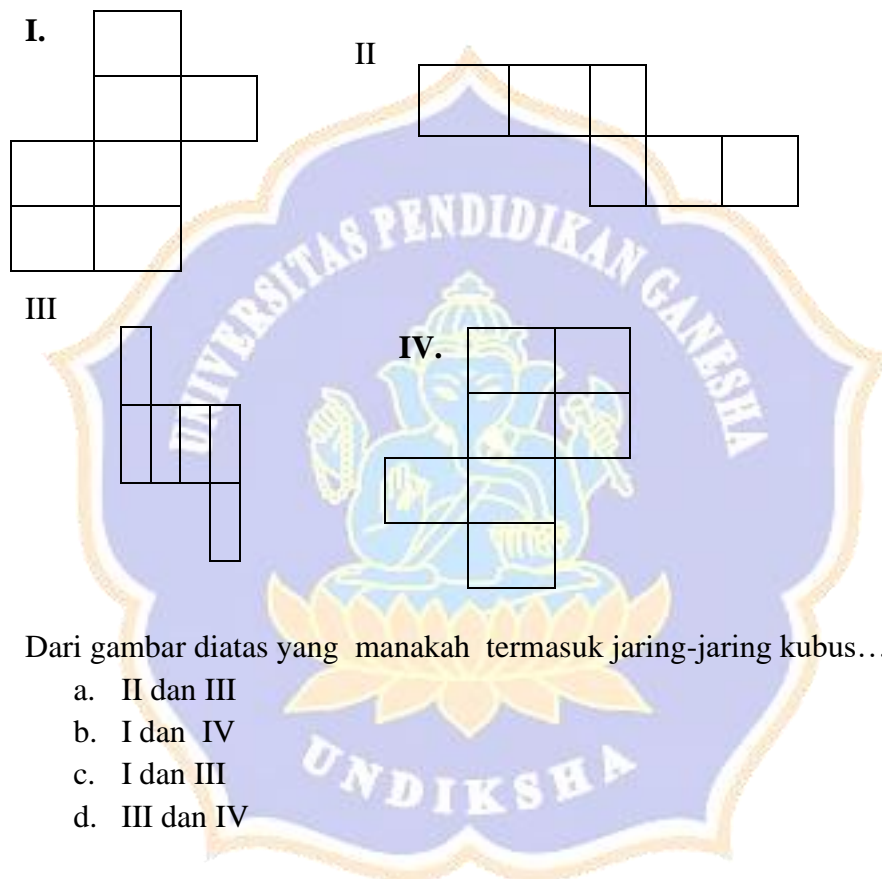 I.
II
III
IV.
UNIVERSITAS PENDIDIKAN GANESHA
Dari gambar diatas yang manakah termasuk jaring-jaring kubus…
a. II dan III
b. I dan IV
c. I dan III
d. III dan IV
UNDIKSHA